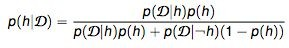 p(h|𝒟) = p(𝒟|h)p(h) / p(𝒟|h)p(h) + p(𝒟|¬h)(1 − p(h))